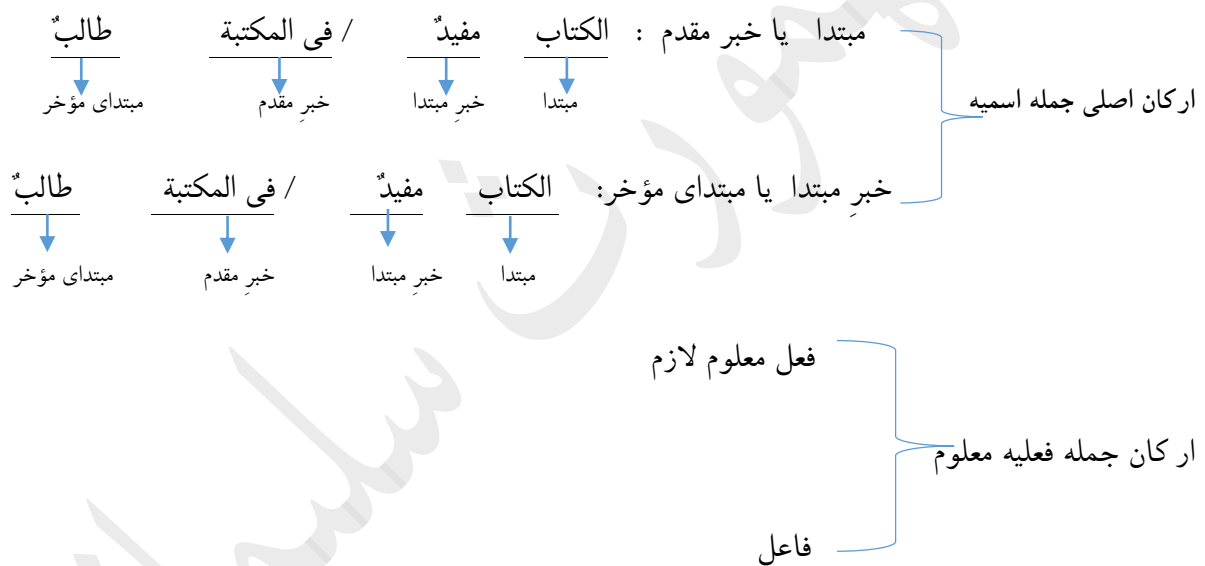 مبتدا یا خبر مقدم : الکتاب مفیدٌ / فی المکتبة طالبٌ
مبتدا خبرِ مبتدا خبرِ مقدم مبتدای مؤخر
ارکان اصلی جمله اسمیه
خبرِ مبتدا یا مبتدای مؤخر: الکتاب مفیدٌ / فی المکتبة طالبٌ
مبتدا خبرِ مبتدا خبرِ مقدم مبتدای مؤخر
فعل معلوم لازم
ار کان جمله فعلیه معلوم
فاعل